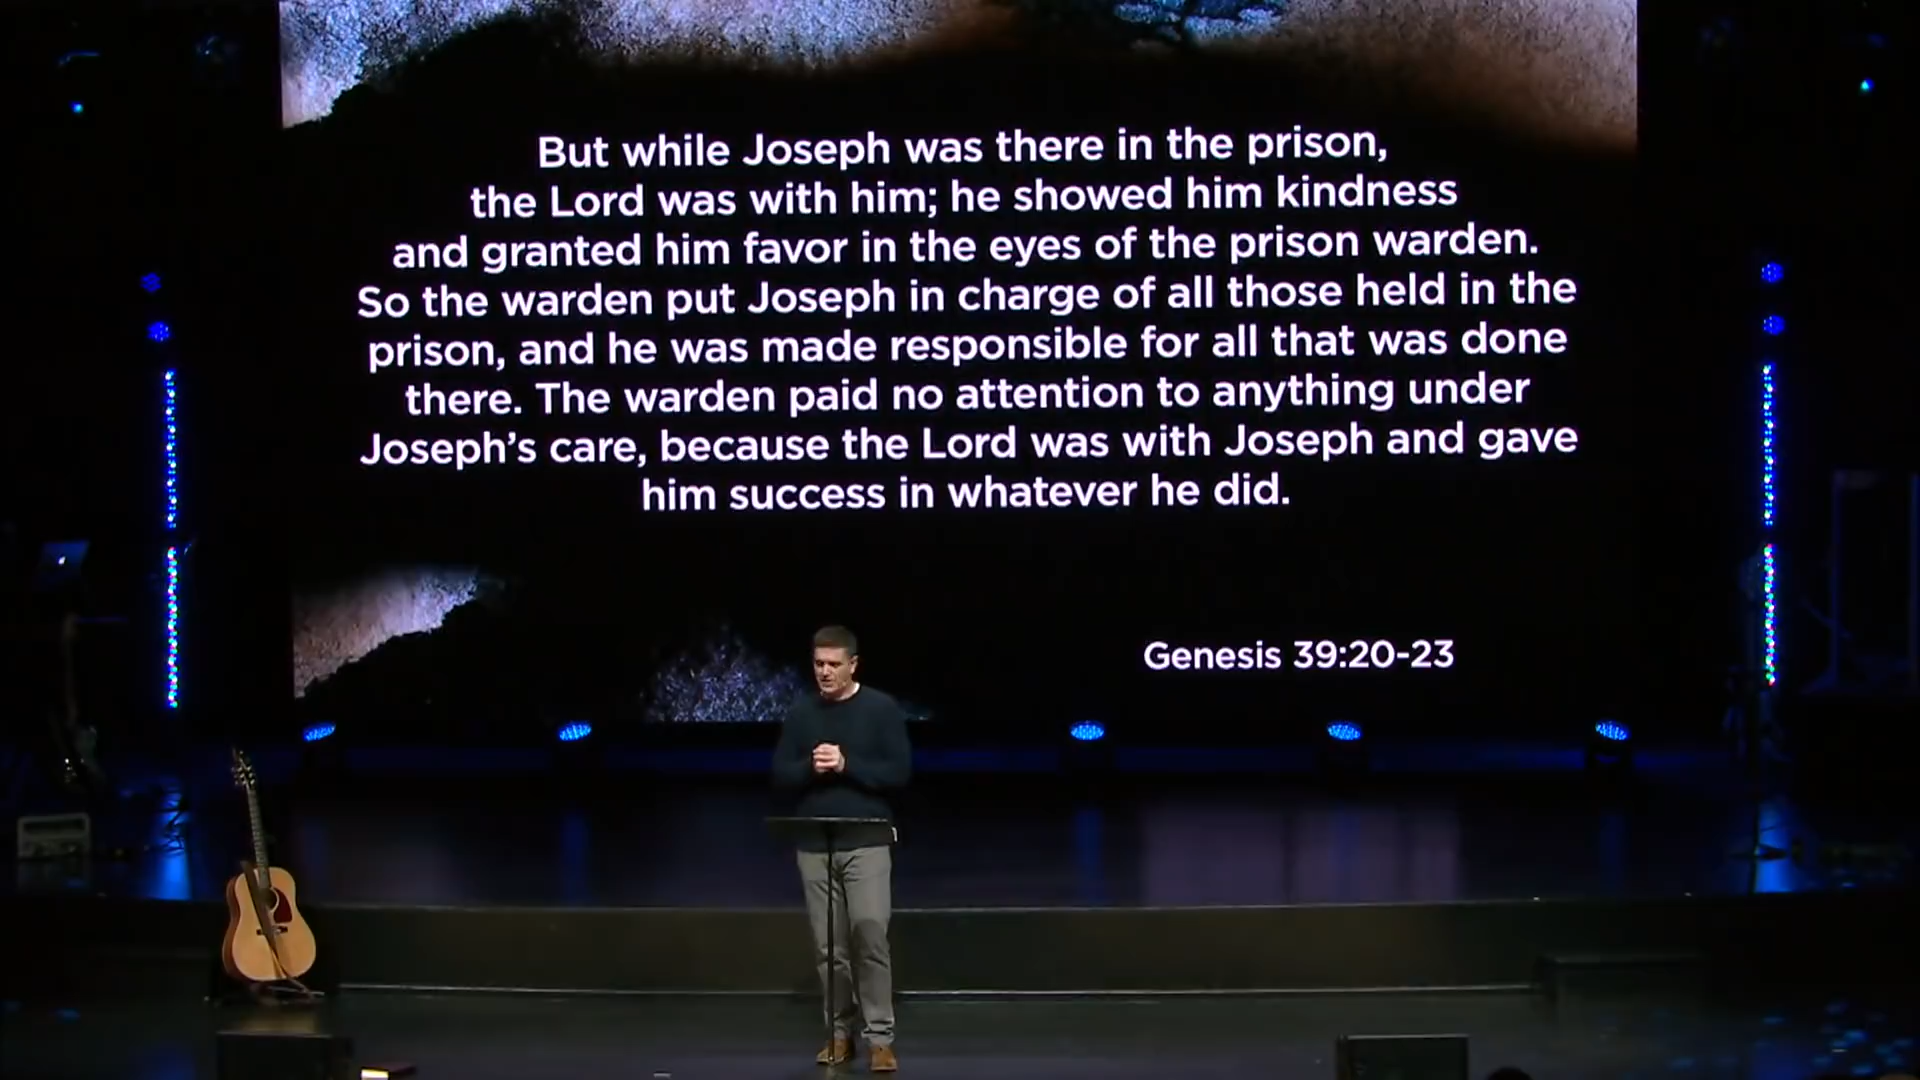 But while Joseph was there in the prison,
the Lord was with him; he showed him kindness
and granted him favor in the eyes of the prison warden.
So the warden put Joseph in charge of all those held in the
prison, and he was made responsible for all that was done
there. The warden paid no attention to anything under
Joseph’s care, because the Lord was with Joseph and gave
him success in whatever he did.
Genesis 39:20-23